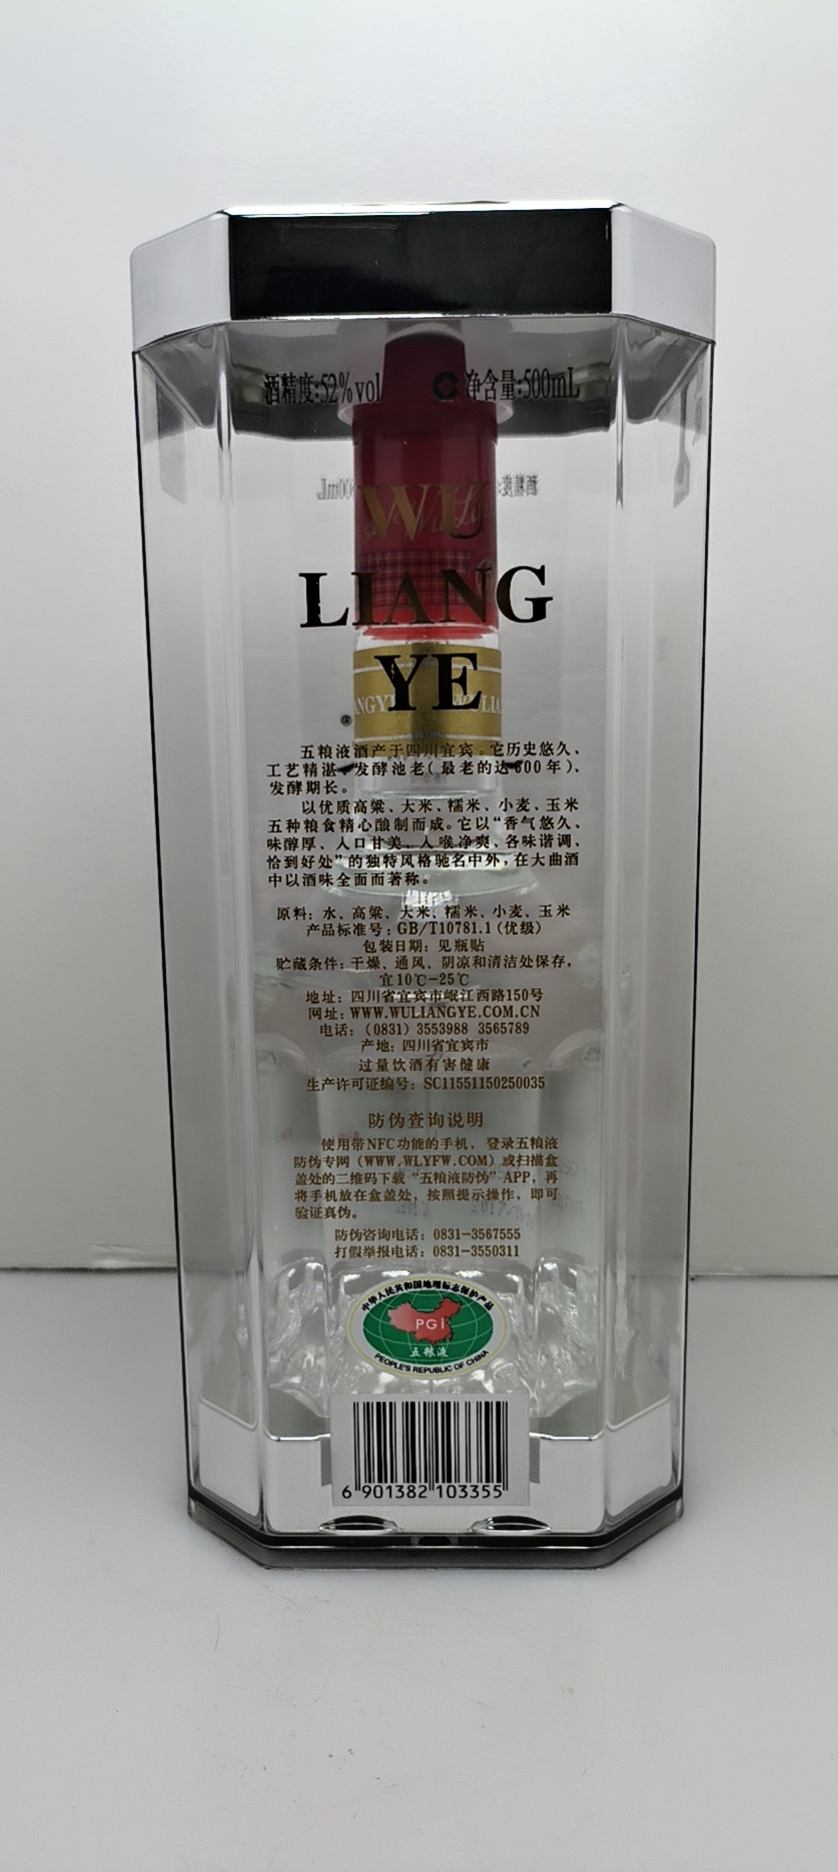 酒精度:52%vol 净含量:500mL
WU
LIANG
YE
五粮液酒产于四川宜宾。它历史悠久、
工艺精湛、发酵池老(最老的达600年)、
发酵期长。
以优质高粱、大米、糯米、小麦、玉米
五种粮食精心酿制而成。它以“香气悠久、
味醇厚、入口甘美、入喉净爽、各味谐调、
恰到好处”的独特风格驰名中外,在大曲酒
中以酒味全面而著称。
原料: 水、高粱、大米、糯米、小麦、玉米
产品标准号: GB/T10781.1 (优级)
包装日期: 见瓶贴
贮藏条件: 干燥、通风、阴凉和清洁处保存,
宜10℃-25℃
地址: 四川省宜宾市岷江西路150号
网址: WWW.WULIANGYE.COM.CN
电话: (0831) 3553988 3565789
产地: 四川省宜宾市
过量饮酒有害健康
生产许可证编号: SC11551150250035
防伪查询说明
使用带NFC功能的手机, 登录五粮液
防伪专网 (WWW.WLYFW.COM) 或扫描盒
盖处的二维码下载“五粮液防伪”APP, 再
将手机放在盒盖处, 按照提示操作, 即可
验证真伪。
防伪咨询电话: 0831-3567555
打假举报电话: 0831-3550311
中华人民共和国地理标志保护产品
PGI
五粮液
PEOPLE'S REPUBLIC OF CHINA
6 901382 103355